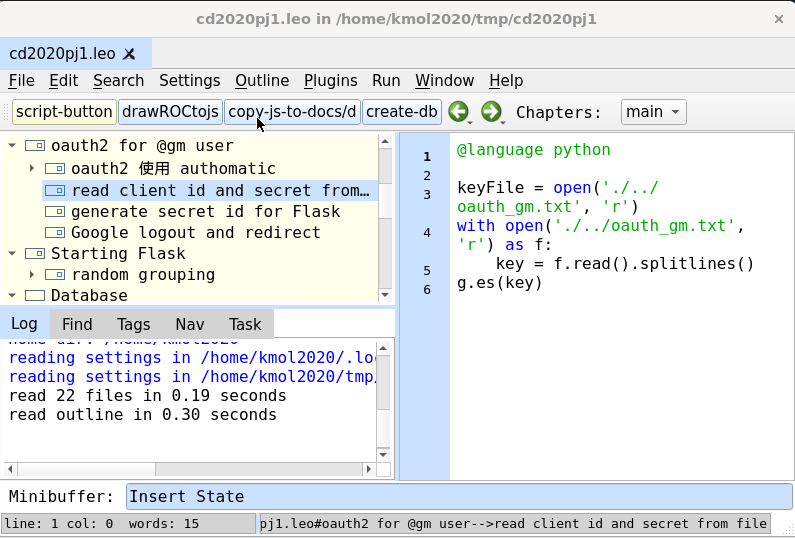 cd2020pj1.leo in /home/kmol2020/tmp/cd2020pj1
cd2020pj1.leo
File Edit Search Settings Outline Plugins Run Window Help
script-button drawROCtojs copy-js-to-docs/d create-db Chapters: main
oauth2 for @gm user
oauth2 使用 authomatic
read client id and secret from…
generate secret id for Flask
Google logout and redirect
Starting Flask
random grouping
Database
Log Find Tags Nav Task
reading settings in /home/kmol2020/.lo
reading settings in /home/kmol2020/tmp/
read 22 files in 0.19 seconds
read outline in 0.30 seconds
1 @language python
2
3 keyFile = open('./../
oauth_gm.txt', 'r')
4 with open('./../oauth_gm.txt',
'r') as f:
5 key = f.read().splitlines()
6 g.es(key)
Minibuffer: Insert State
line: 1 col: 0 words: 15
pj1.leo#oauth2 for @gm user-->read client id and secret from file